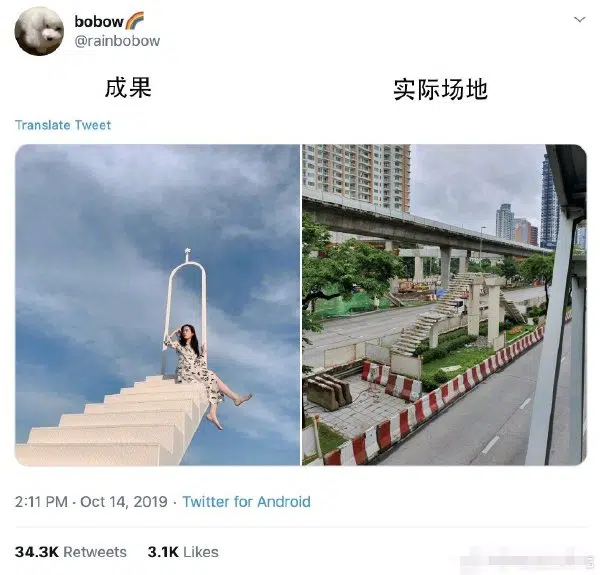 bobow🌈
@rainbobow
成果
实际场地
Translate Tweet
2:11 PM · Oct 14, 2019 · Twitter for Android
34.3K Retweets 3.1K Likes